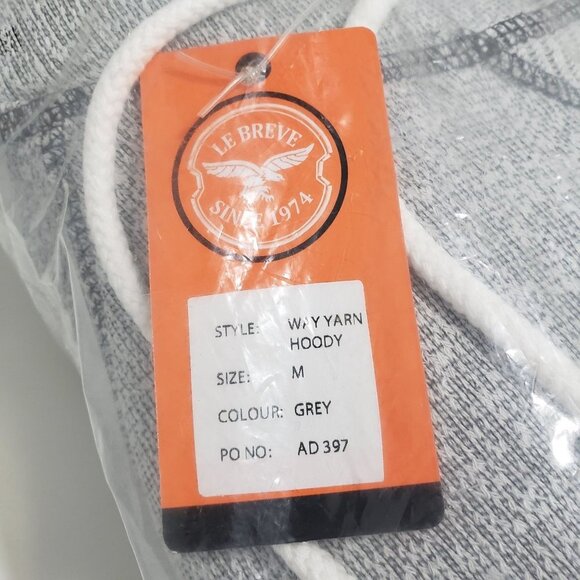 LE BREVE
SINCE 1974
STYLE: WAY YARN
HOODY
SIZE: M
COLOUR: GREY
PO NO: AD 397